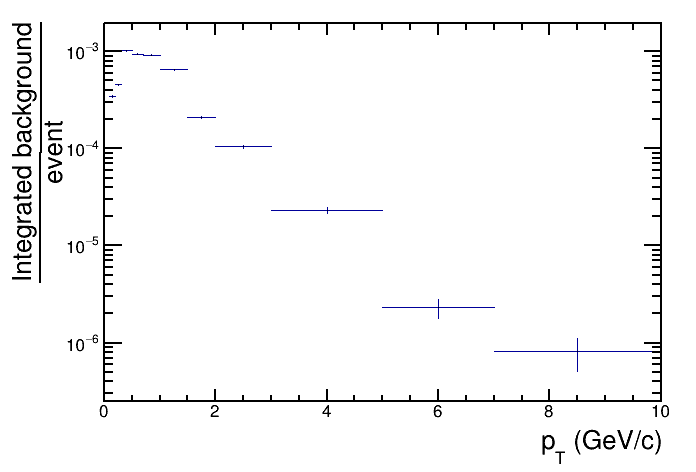 Integrated background
event
10⁻³
10⁻⁴
10⁻⁵
10⁻⁶
0 2 4 6 8 10
p_T (GeV/c)